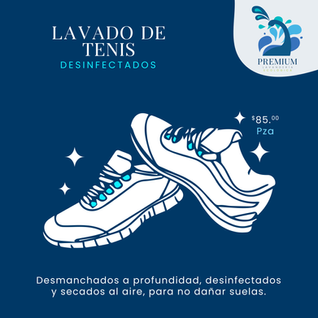 LAVADO DE
TENIS
DESINFECTADOS
PREMIUM
$85.00
Pza
Desmanchados a profundidad, desinfectados
y secados al aire, para no dañar suelas.